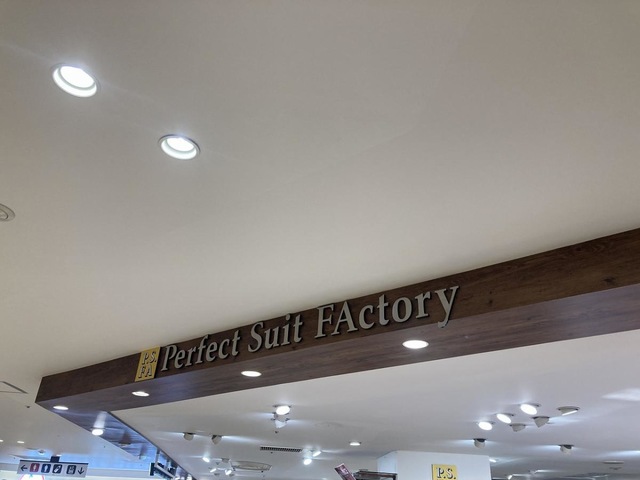 P.S.
FA
Perfect Suit FActory
P.S.